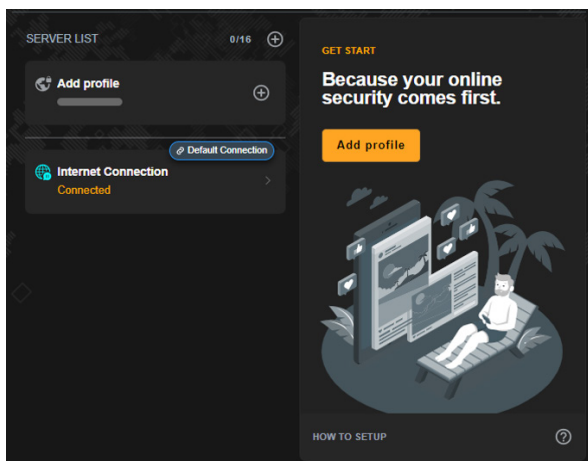 SERVER LIST
0/16
Add profile
Default Connection
Internet Connection
Connected
GET START
Because your online
security comes first.
Add profile
HOW TO SETUP